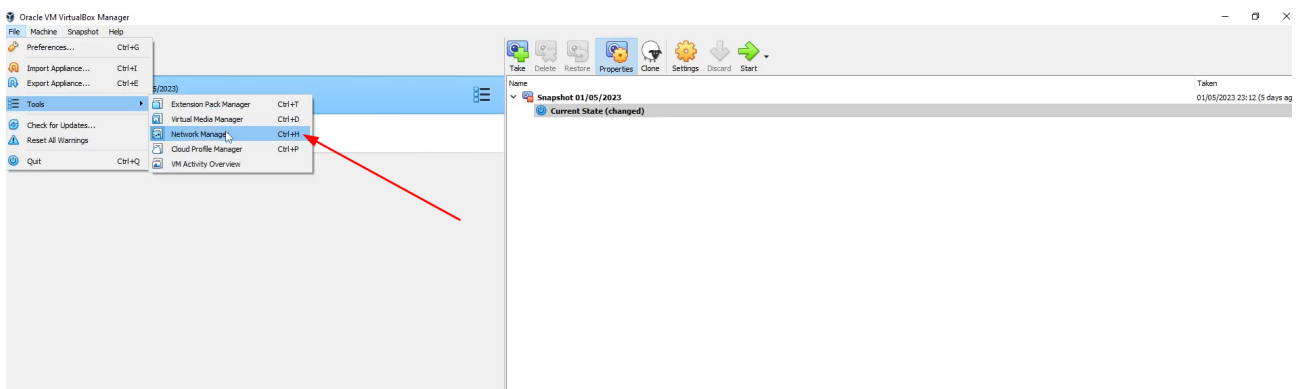 Oracle VM VirtualBox Manager
File Machine Snapshot Help
Preferences... Ctrl+G
Import Appliance... Ctrl+I
Export Appliance... Ctrl+E
Tools
Check for Updates...
Reset All Warnings
Quit Ctrl+Q
5/2023)
Extension Pack Manager Ctrl+T
Virtual Media Manager Ctrl+D
Network Manager Ctrl+H
Cloud Profile Manager Ctrl+P
VM Activity Overview
Take Delete Restore Properties Clone Settings Discard Start
Name Taken
Snapshot 01/05/2023 01/05/2023 23:12 (5 days ag
Current State (changed)